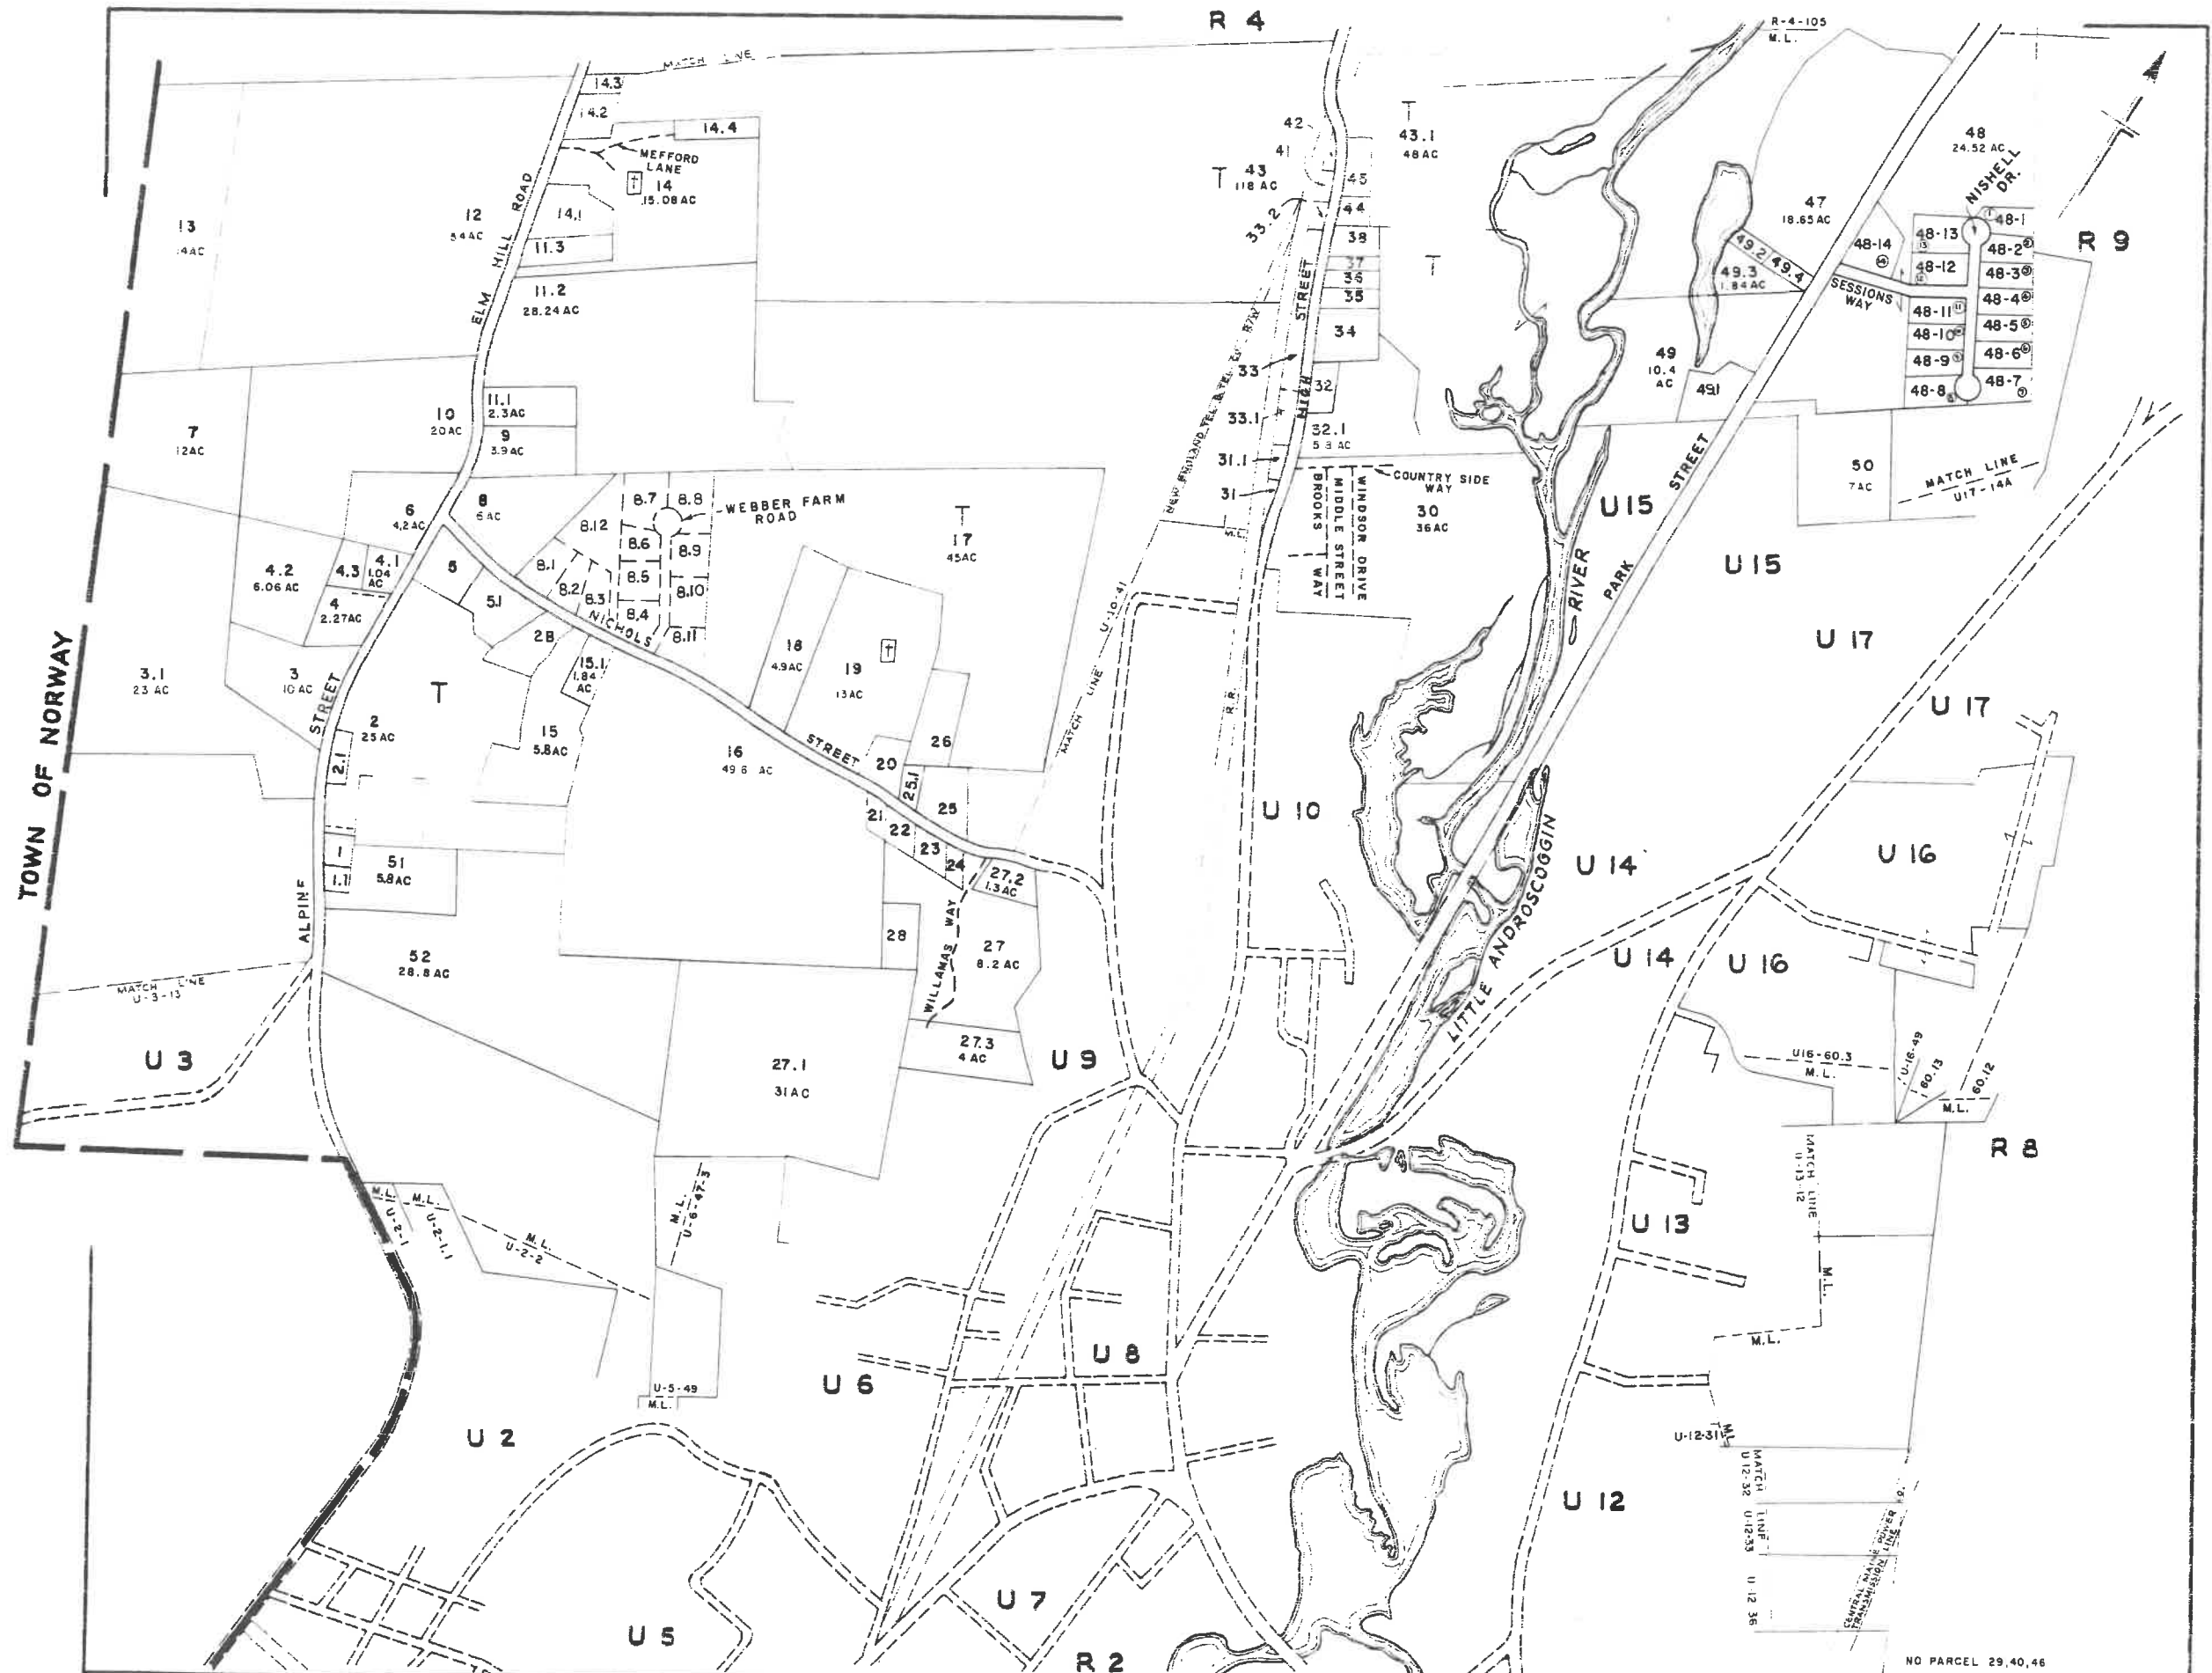 R 4
R-4-105
M.L.
MATCH LINE
14.3
14.2
14.4
MEFFORD
LANE
14
15.08 AC
14.1
11.3
11.2
28.24 AC
ELM HILL ROAD
13
12
54 AC
42
41
T
43
118 AC
T
43.1
48 AC
45
44
33.2
38
37
36
35
34
T
33
32
33.1
32.1
31.1
31
HIGH STREET
47
18.65 AC
48
24.52 AC
NISHELL
DR.
R 9
48-1
48-2
48-3
48-4
48-5
48-6
48-7
48-8
48-9
48-10
48-11
48-12
48-13
48-14
SESSIONS
WAY
49.2
49.4
49.3
1.84 AC
49
10.4
AC
49.1
50
7 AC
MATCH LINE
U17-14A
10
20 AC
11.1
2.3 AC
9
3.9 AC
7
12 AC
6
4.2 AC
8
6 AC
8.7
8.8
8.12
8.6
8.9
8.5
8.10
8.4
8.11
8.1
8.2
8.3
WEBBER FARM
ROAD
T
17
45 AC
4.2
6.06 AC
4.3
4.1
1.04
AC
4
2.27 AC
5
5.1
2B
15.1
1.84
AC
15
5.8 AC
3.1
23 AC
3
10 AC
T
2
25 AC
2.1
ALPINE STREET
NICHOLS STREET
TOWN OF NORWAY
18
4.9 AC
19
13 AC
16
49.6 AC
20
26
25.1
25
21
22
23
24
27.2
1.3 AC
28
WILLAMAS WAY
27
8.2 AC
27.3
4 AC
27.1
31 AC
1
1.1
51
5.8 AC
52
28.8 AC
MATCH LINE
U-3-13
U 3
MATCH LINE U-10-41
M.L.
R.R.
COUNTRY SIDE
WAY
BROOKS WAY
MIDDLE STREET
WINDSOR DRIVE
30
36 AC
RIVER
PARK STREET
LITTLE ANDROSCOGGIN
U 15
U 15
U 17
U 17
U 10
U 14
U 14
U 16
U 16
U16-60.3
M.L.
U-16-49
60.13
60.12
M.L.
R 8
U 9
M.L.
U-2-1
M.L.
U-2-1.1
M.L.
U-2-2
M.L.
U-6-47-3
U-5-49
M.L.
U 2
U 6
U 8
U 13
MATCH LINE
U-13-12
M.L.
M.L.
U-12-31
M.L.
MATCH LINE
U-12-32
U-12-33
U-12-36
CENTRAL MAINE POWER CO.
TRANSMISSION LINE
U 12
U 7
U 5
R 2
NO PARCEL 29,40,46